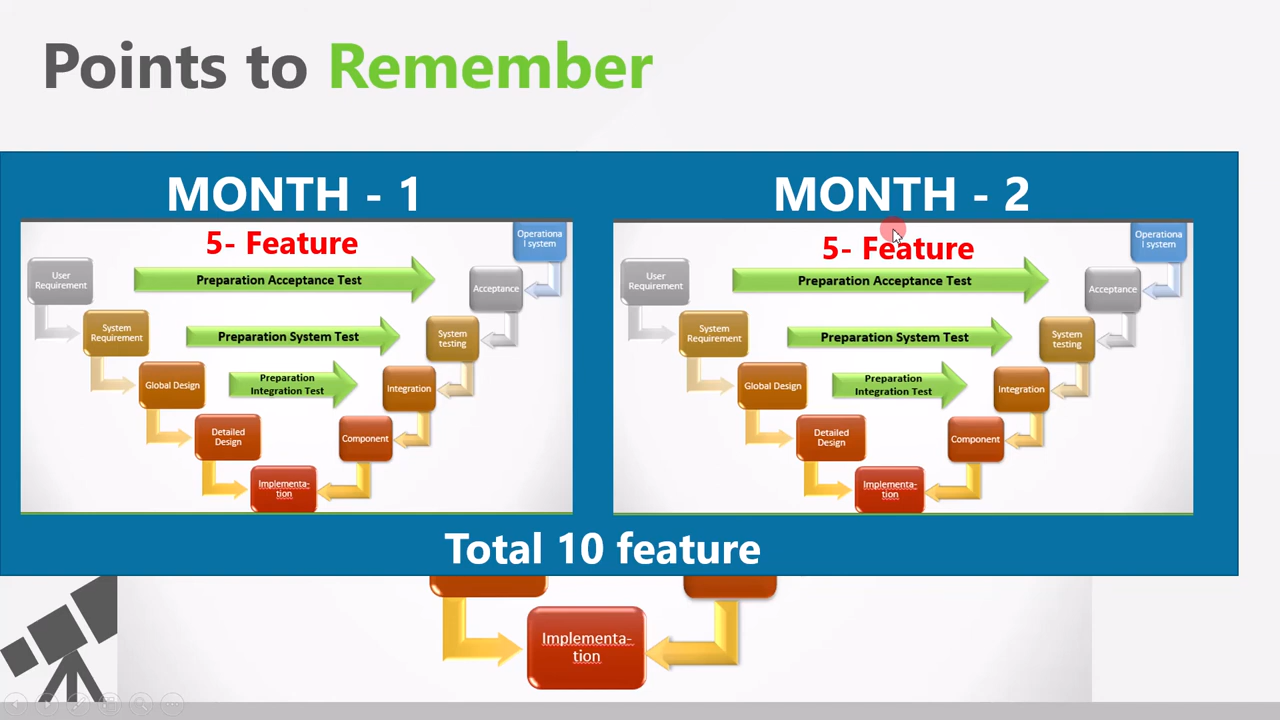 Points to Remember
MONTH - 1
5- Feature
Operationa
l system
User
Requirement
Preparation Acceptance Test
Acceptance
System
Requirement
Preparation System Test
System
testing
Global Design
Preparation
Integration Test
Integration
Detailed
Design
Component
Implementa-
tion
MONTH - 2
5- Feature
Operationa
l system
User
Requirement
Preparation Acceptance Test
Acceptance
System
Requirement
Preparation System Test
System
testing
Global Design
Preparation
Integration Test
Integration
Detailed
Design
Component
Implementa-
tion
Total 10 feature
Implementa-
tion